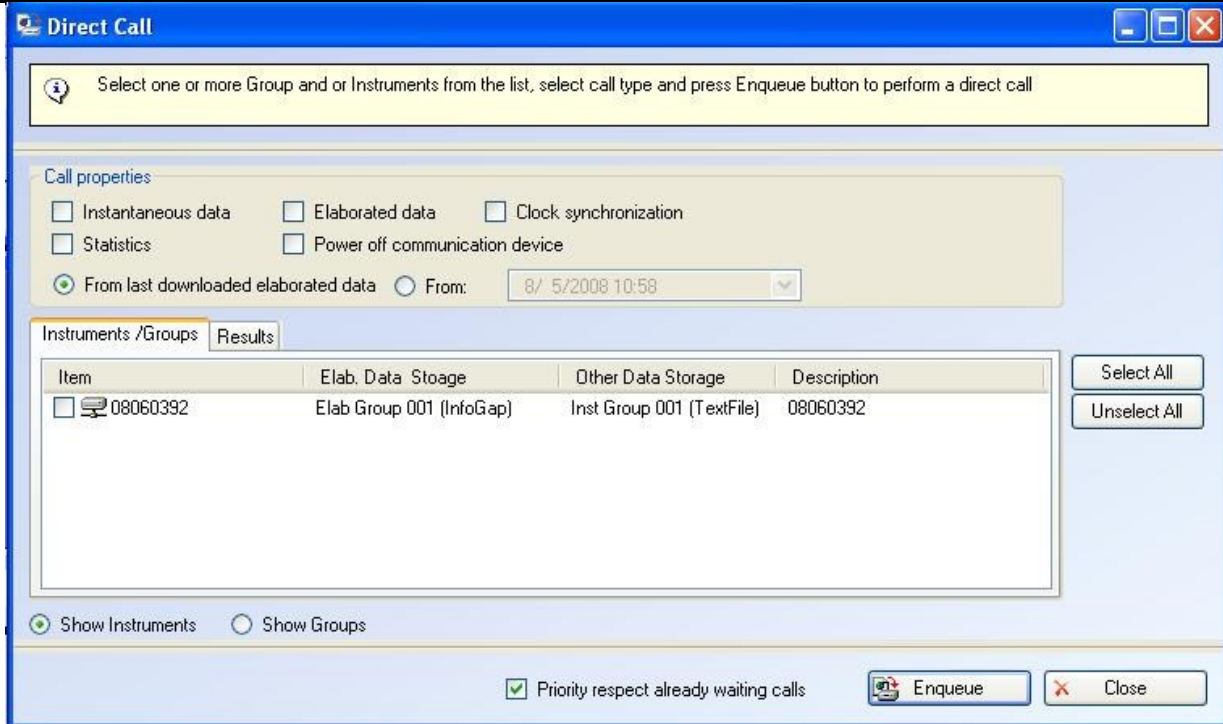 Direct Call
Select one or more Group and or Instruments from the list, select call type and press Enqueue button to perform a direct call
Call properties
Instantaneous data Elaborated data Clock synchronization
Statistics Power off communication device
From last downloaded elaborated data From: 8/ 5/2008 10:58
Instruments /Groups Results
Item Elab. Data Stoage Other Data Storage Description
08060392 Elab Group 001 (InfoGap) Inst Group 001 (TextFile) 08060392
Select All
Unselect All
Show Instruments Show Groups
Priority respect already waiting calls Enqueue Close